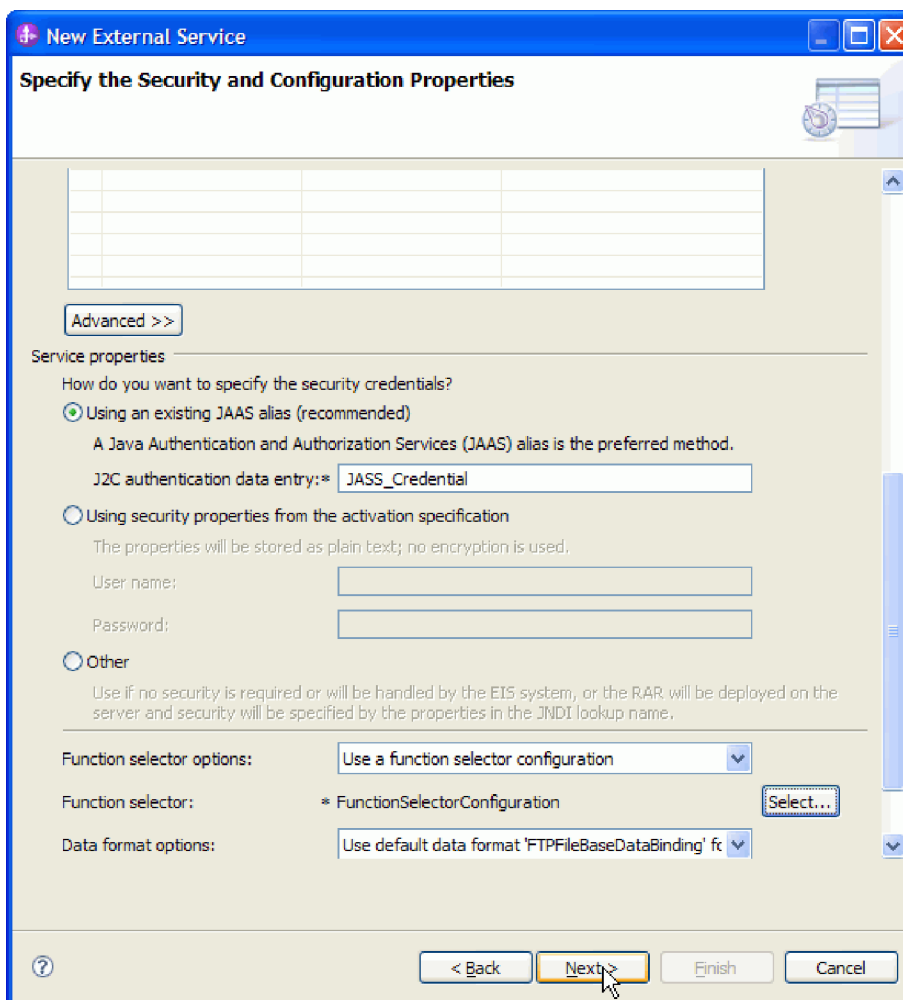 New External Service
Specify the Security and Configuration Properties
Advanced >>
Service properties
How do you want to specify the security credentials?
Using an existing JAAS alias (recommended)
A Java Authentication and Authorization Services (JAAS) alias is the preferred method.
J2C authentication data entry:* JASS_Credential
Using security properties from the activation specification
The properties will be stored as plain text; no encryption is used.
User name:
Password:
Other
Use if no security is required or will be handled by the EIS system, or the RAR will be deployed on the
server and security will be specified by the properties in the JNDI lookup name.
Function selector options: Use a function selector configuration
Function selector: * FunctionSelectorConfiguration Select...
Data format options: Use default data format 'FTPFileBaseDataBinding' fc
? < Back Next > Finish Cancel